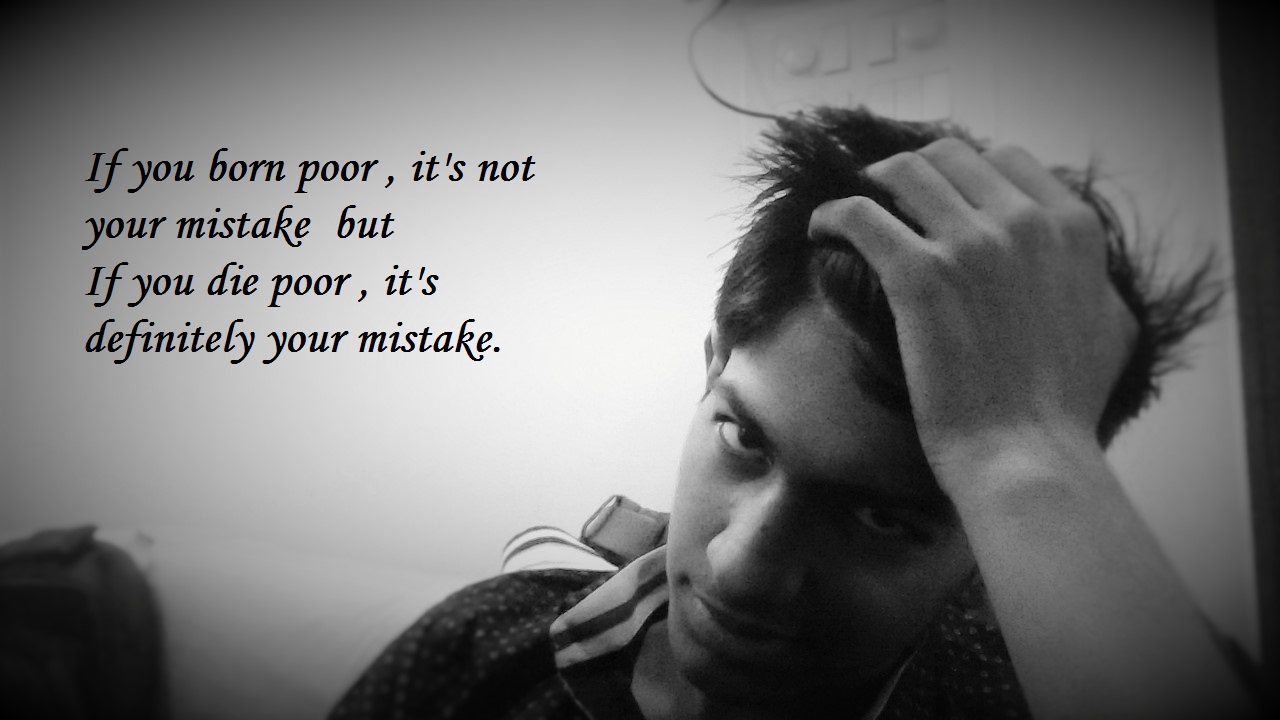 If you born poor , it's not
your mistake  but
If you die poor , it's
definitely your mistake.